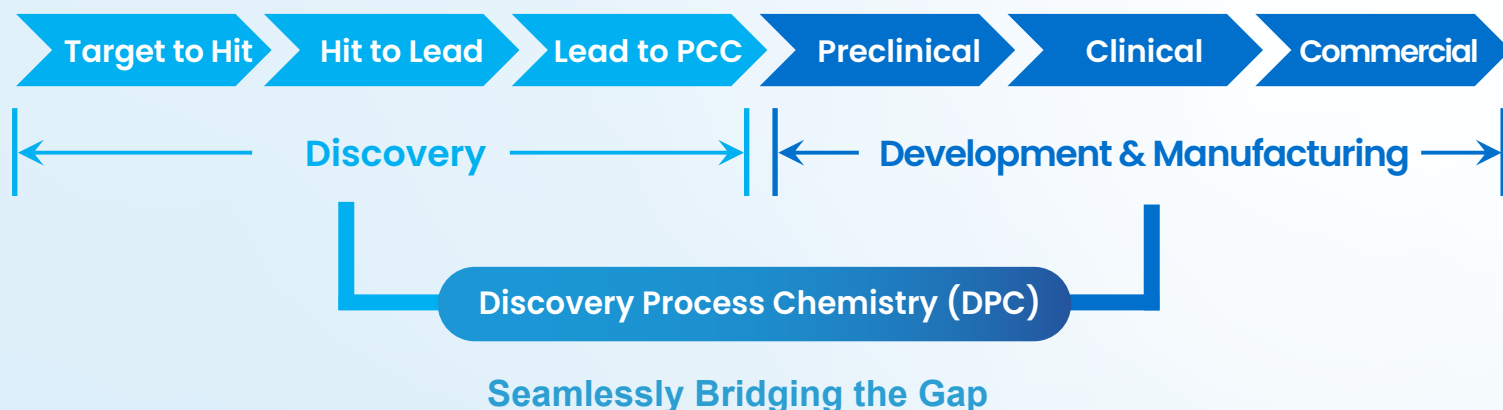 Target to Hit Hit to Lead Lead to PCC Preclinical Clinical Commercial
Discovery Development & Manufacturing
Discovery Process Chemistry (DPC)
Seamlessly Bridging the Gap